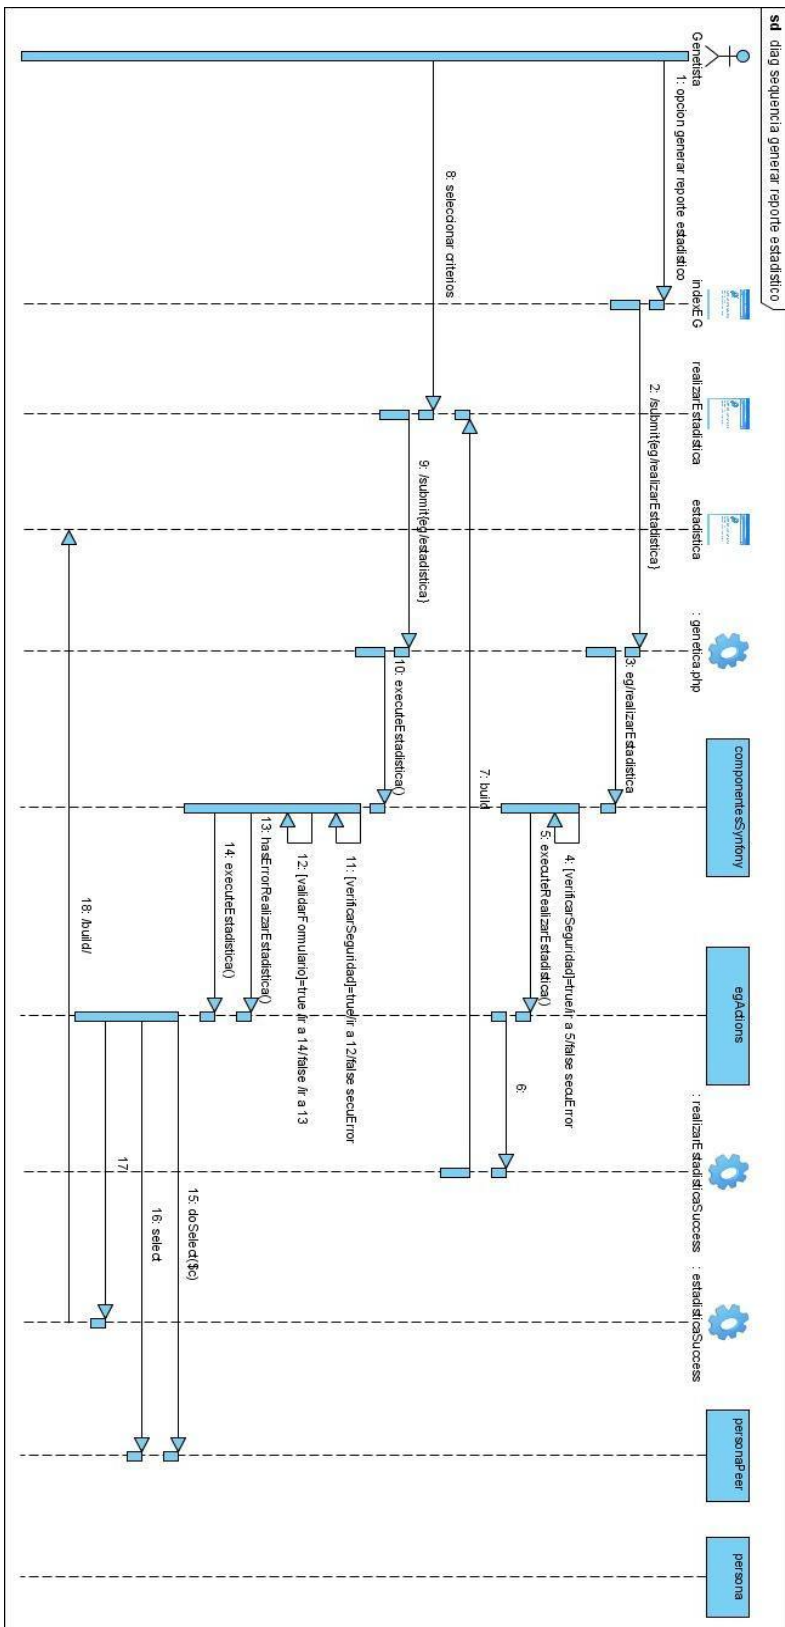 sd diag sequencia generar reporte estadistico
Genetista
indexEG
realizarEstadistica
estadistica
: genetica.php
componentesSynfony
egActions
: realizarEstadisticaSuccess
: estadisticaSuccess
personaPeer
persona
1: opcion generar reporte estadistico
2: /submit{eg/realizarEstadistica}
3: eg/realizarEstadistica
4: [verificarSeguridad]=true/ir a 5/false secuError
5: executeRealizarEstadistica()
6:
7: build
8: seleccionar criterios
9: /submit{eg/estadistica}
10: executeEstadistica()
11: [verificarSeguridad]=true/ir a 12/false secuError
12: [validarFormulario]=true /ir a 14/false /ir a 13
13: hasErrorRealizarEstadistica()
14: executeEstadistica()
15: doSelect($c)
16: select
17
18: /build/